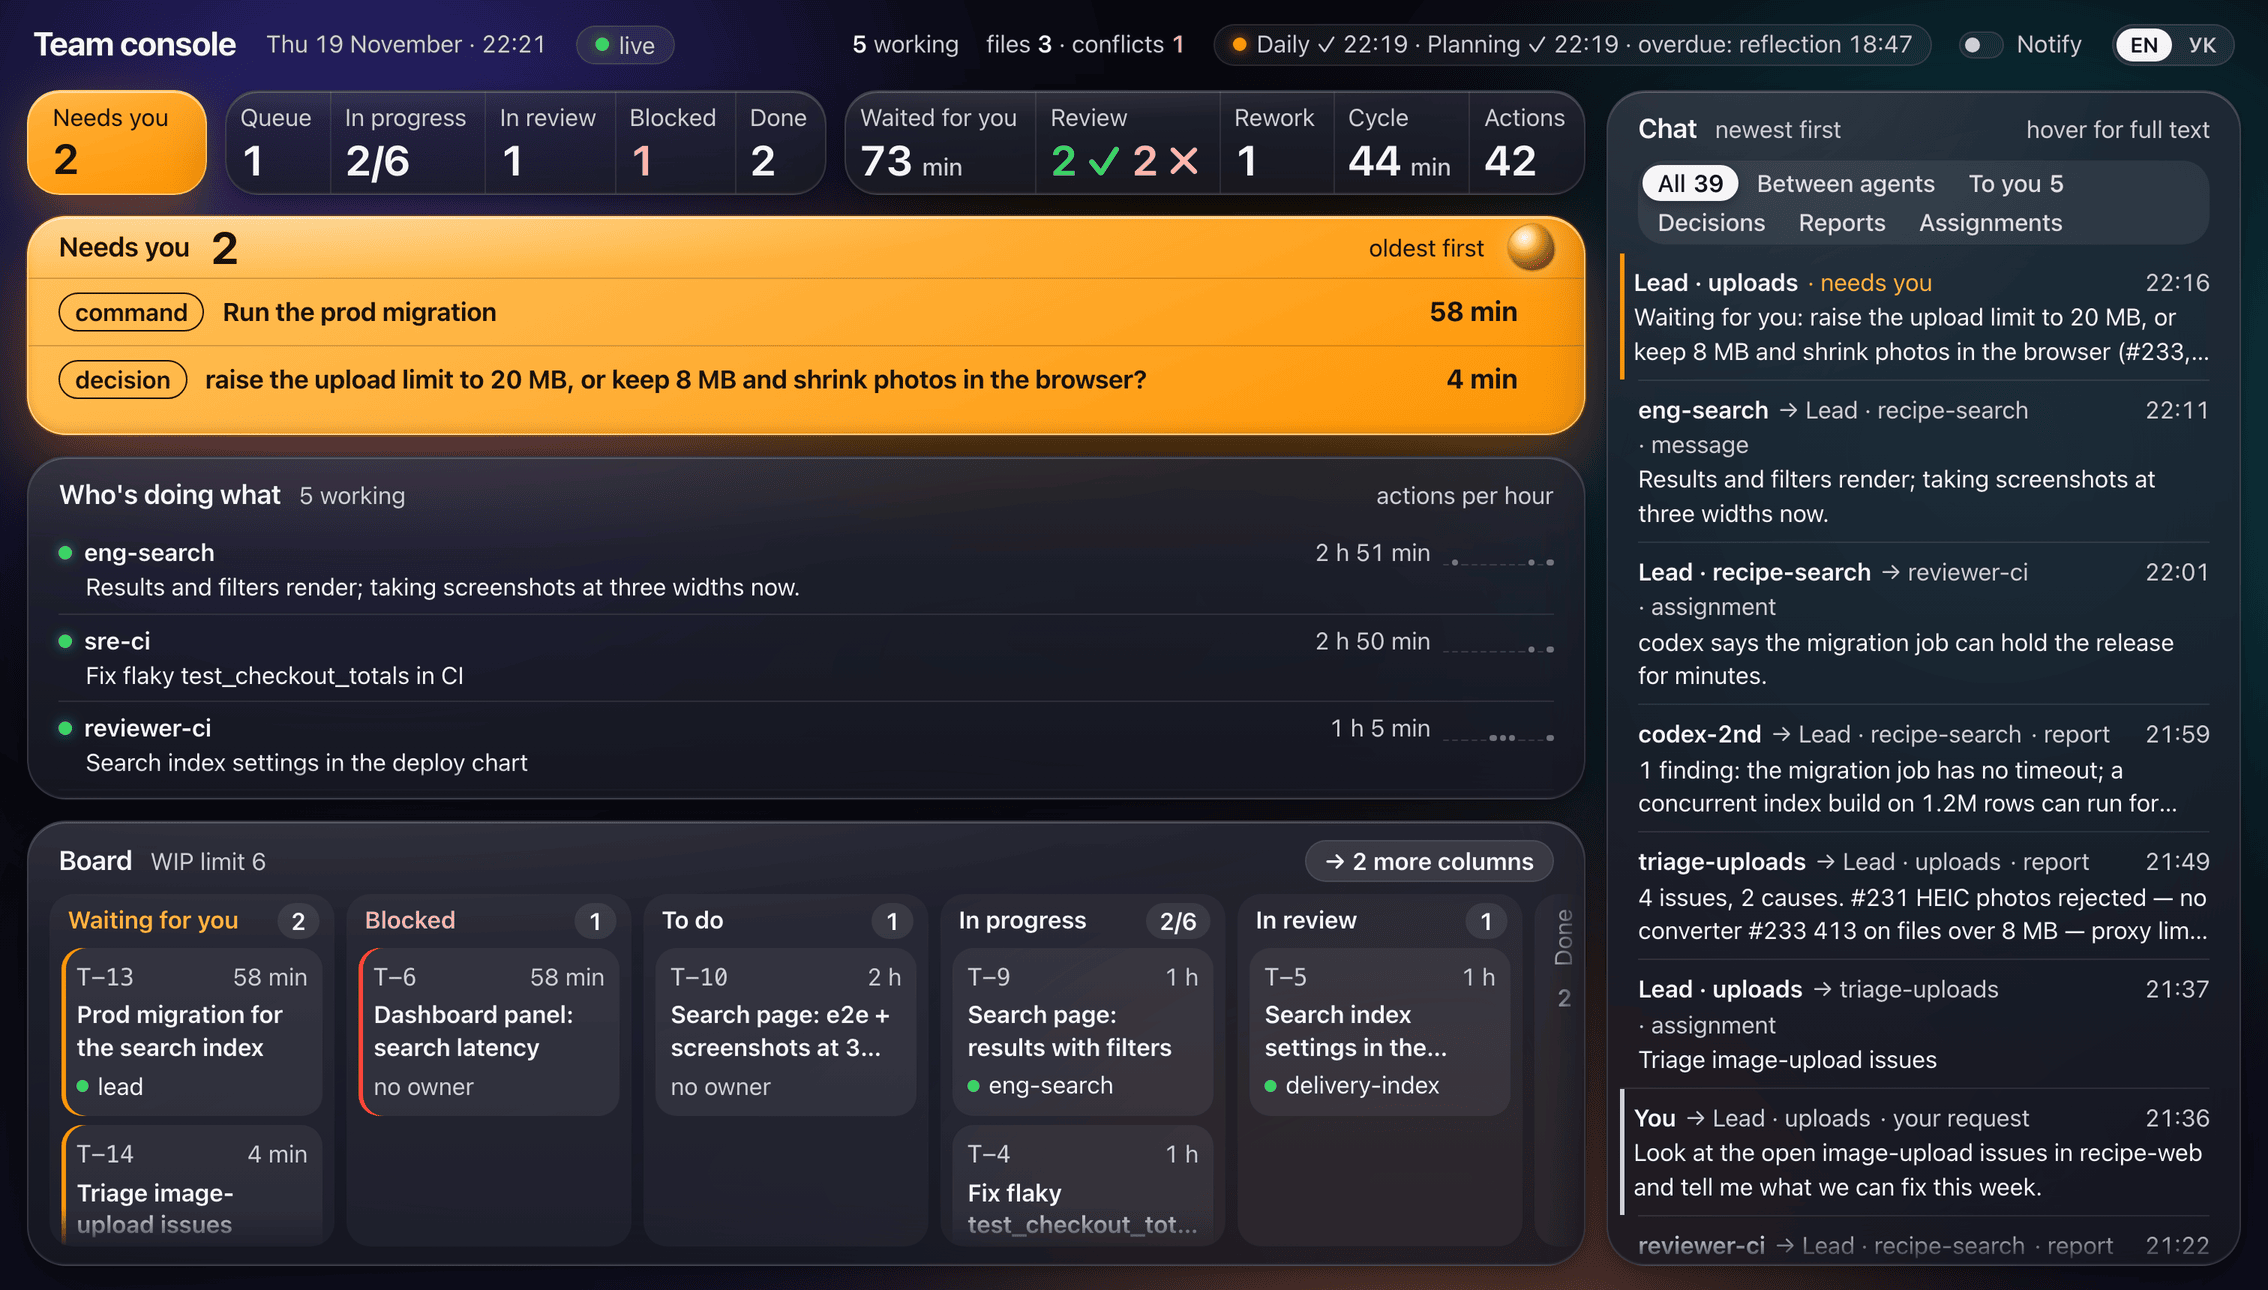 Team console Thu 19 November · 22:21 live 5 working files 3 · conflicts 1 Daily ✓ 22:19 · Planning ✓ 22:19 · overdue: reflection 18:47 Notify EN УК
Needs you
2
Queue
1
In progress
2/6
In review
1
Blocked
1
Done
2
Waited for you
73 min
Review
2 ✓ 2 ✕
Rework
1
Cycle
44 min
Actions
42
Needs you 2 oldest first
command Run the prod migration 58 min
decision raise the upload limit to 20 MB, or keep 8 MB and shrink photos in the browser? 4 min
Who's doing what 5 working actions per hour
eng-search 2 h 51 min
Results and filters render; taking screenshots at three widths now.
sre-ci 2 h 50 min
Fix flaky test_checkout_totals in CI
reviewer-ci 1 h 5 min
Search index settings in the deploy chart
Board WIP limit 6 → 2 more columns
Waiting for you 2
T–13 58 min
Prod migration for
the search index
lead
T–14 4 min
Triage image-
upload issues
Blocked 1
T–6 58 min
Dashboard panel:
search latency
no owner
To do 1
T–10 2 h
Search page: e2e +
screenshots at 3...
no owner
In progress 2/6
T–9 1 h
Search page:
results with filters
eng-search
T–4 1 h
Fix flaky
test_checkout_tot...
In review 1
T–5 1 h
Search index
settings in the...
delivery-index
Done 2
Chat newest first hover for full text
All 39 Between agents To you 5
Decisions Reports Assignments
Lead · uploads · needs you 22:16
Waiting for you: raise the upload limit to 20 MB, or
keep 8 MB and shrink photos in the browser (#233,...
eng-search → Lead · recipe-search 22:11
· message
Results and filters render; taking screenshots at
three widths now.
Lead · recipe-search → reviewer-ci 22:01
· assignment
codex says the migration job can hold the release
for minutes.
codex-2nd → Lead · recipe-search · report 21:59
1 finding: the migration job has no timeout; a
concurrent index build on 1.2M rows can run for...
triage-uploads → Lead · uploads · report 21:49
4 issues, 2 causes. #231 HEIC photos rejected — no
converter #233 413 on files over 8 MB — proxy lim...
Lead · uploads → triage-uploads 21:37
· assignment
Triage image-upload issues
You → Lead · uploads · your request 21:36
Look at the open image-upload issues in recipe-web
and tell me what we can fix this week.
reviewer-ci → Lead · recipe-search · report 21:22